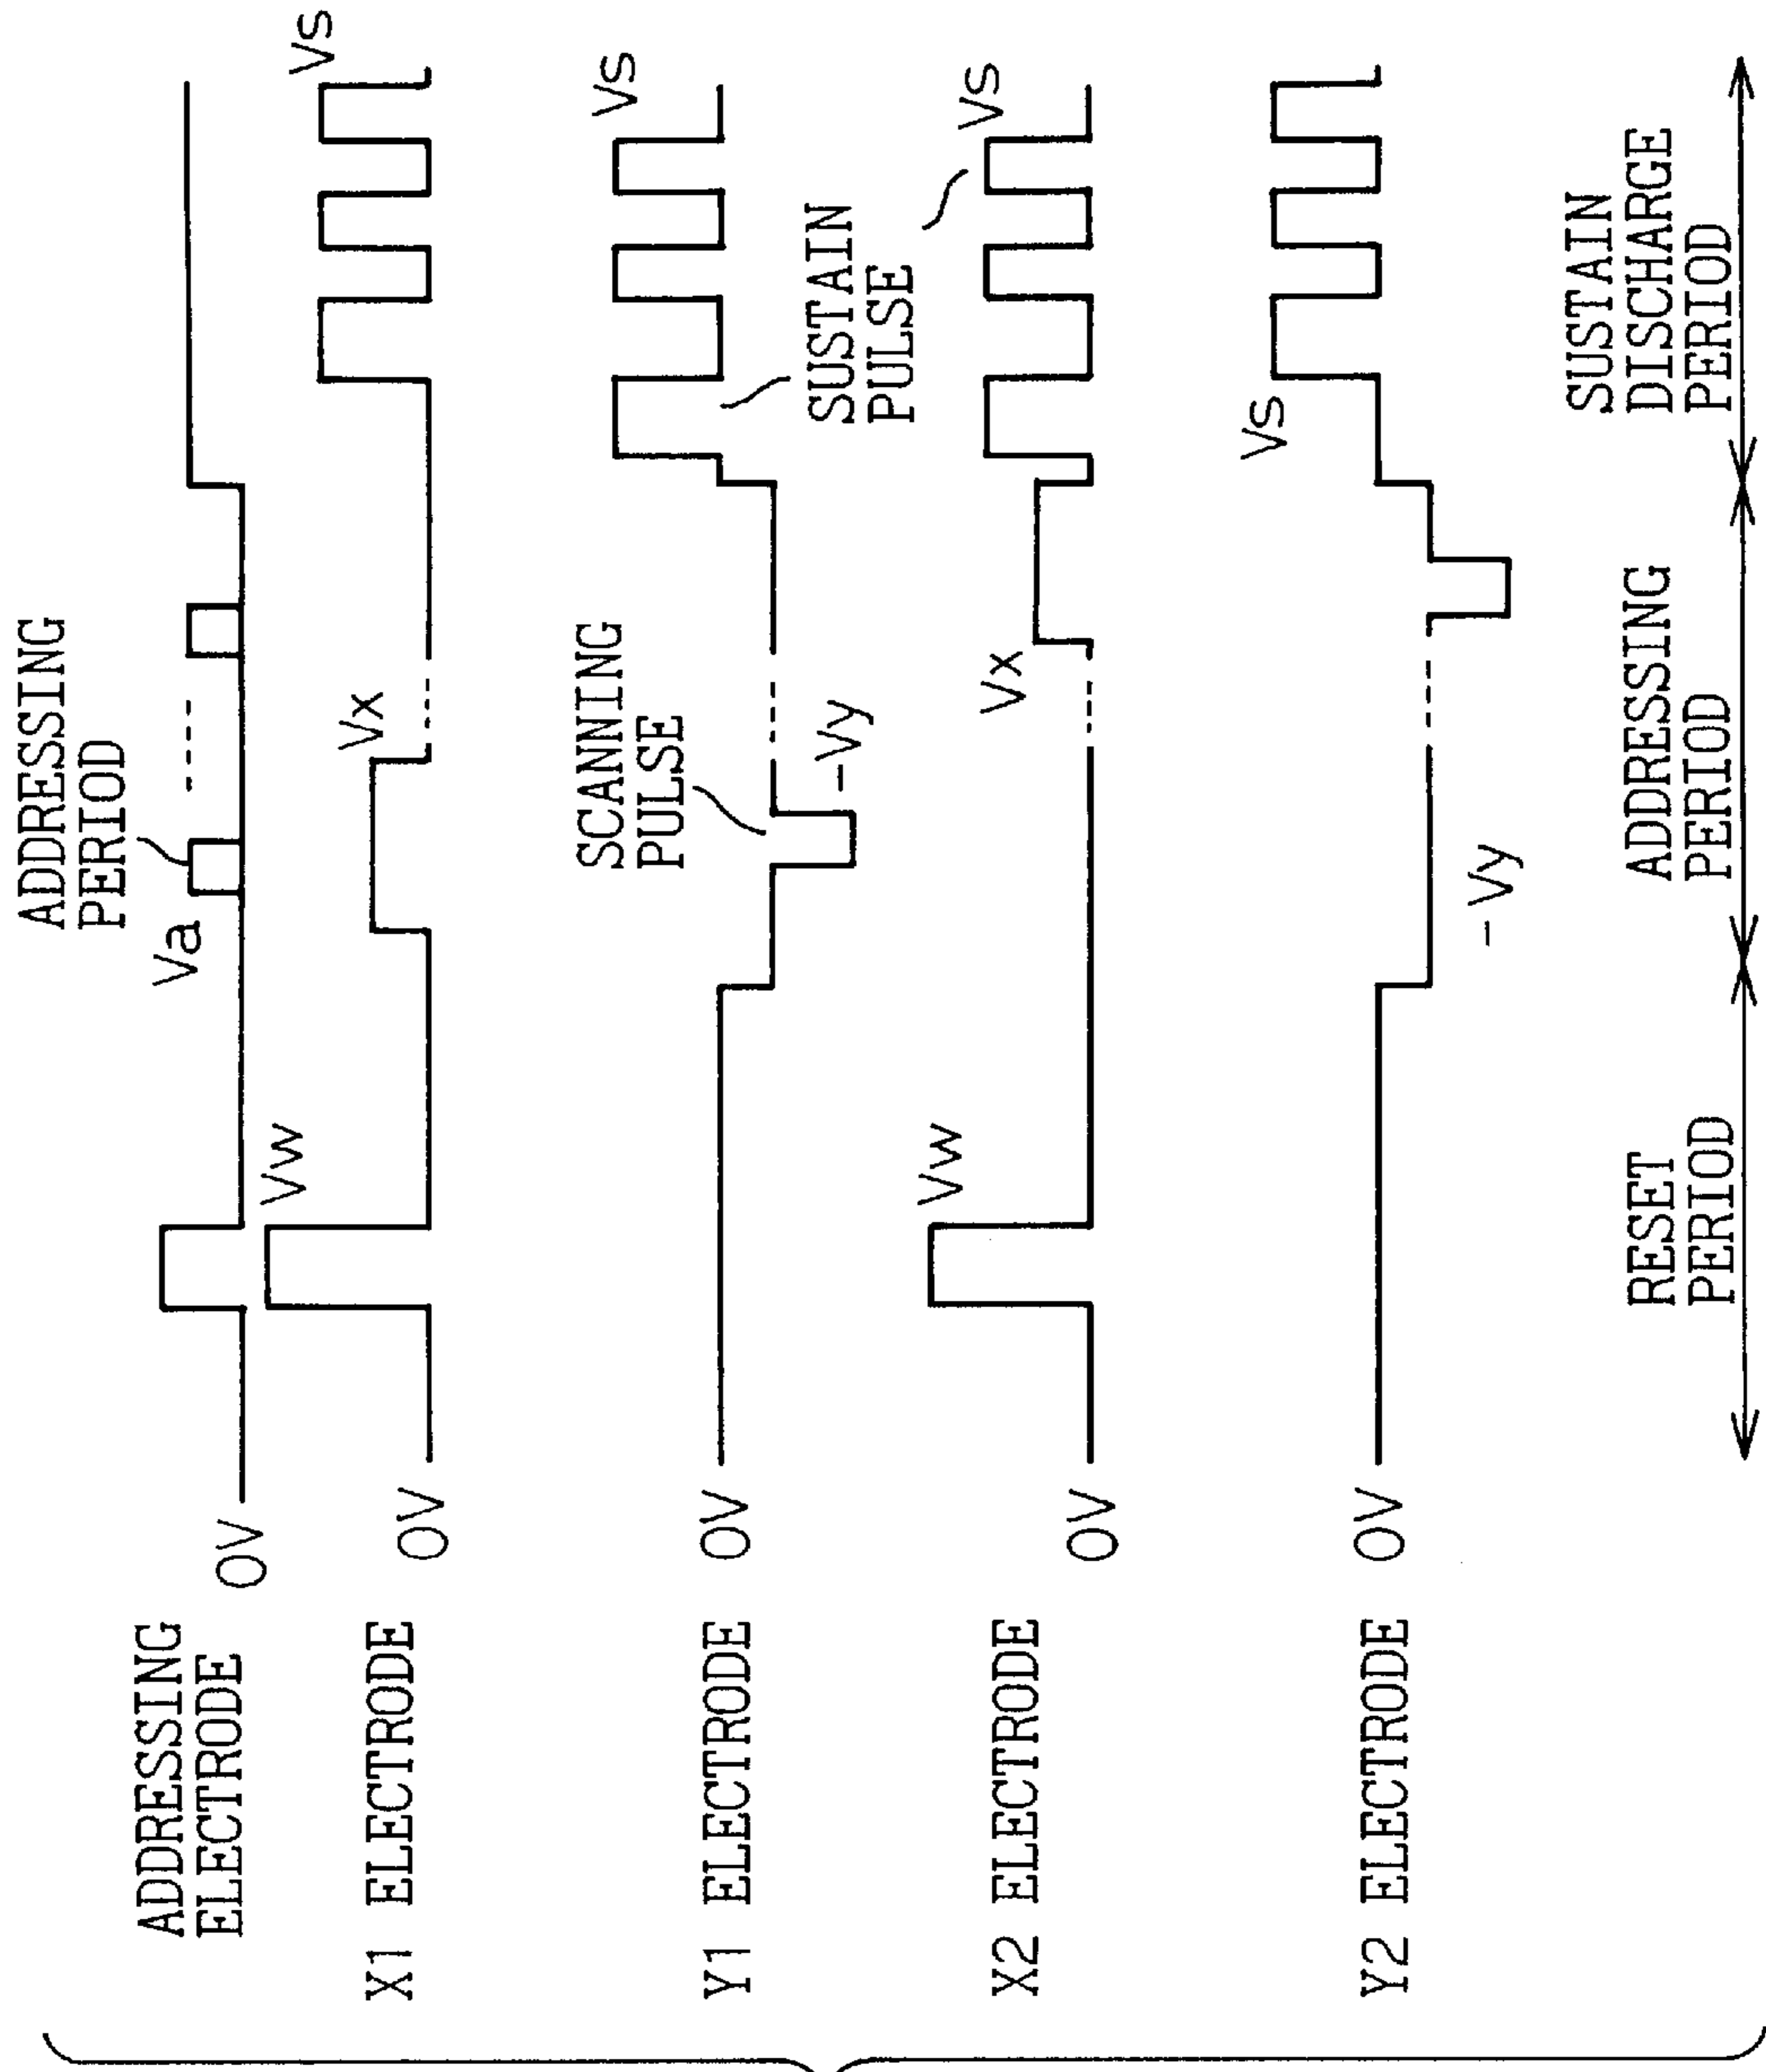 ADDRESSING
PERIOD
ADDRESSING
ELECTRODE
0V
Va
Vw
Vx
Vs
X1 ELECTRODE
0V
SCANNING
PULSE
Vs
Y1 ELECTRODE
0V
-Vy
SUSTAIN
PULSE
Vw
Vx
Vs
X2 ELECTRODE
0V
Vs
Y2 ELECTRODE
0V
-Vy
RESET
PERIOD
ADDRESSING
PERIOD
SUSTAIN
DISCHARGE
PERIOD